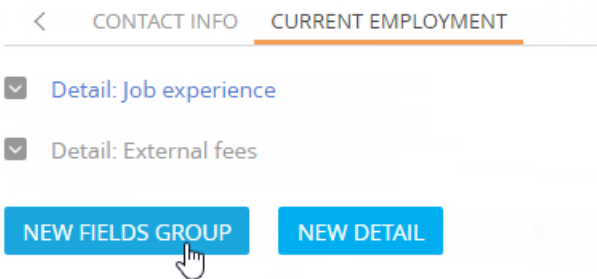 CONTACT INFO CURRENT EMPLOYMENT
Detail: Job experience
Detail: External fees
NEW FIELDS GROUP NEW DETAIL